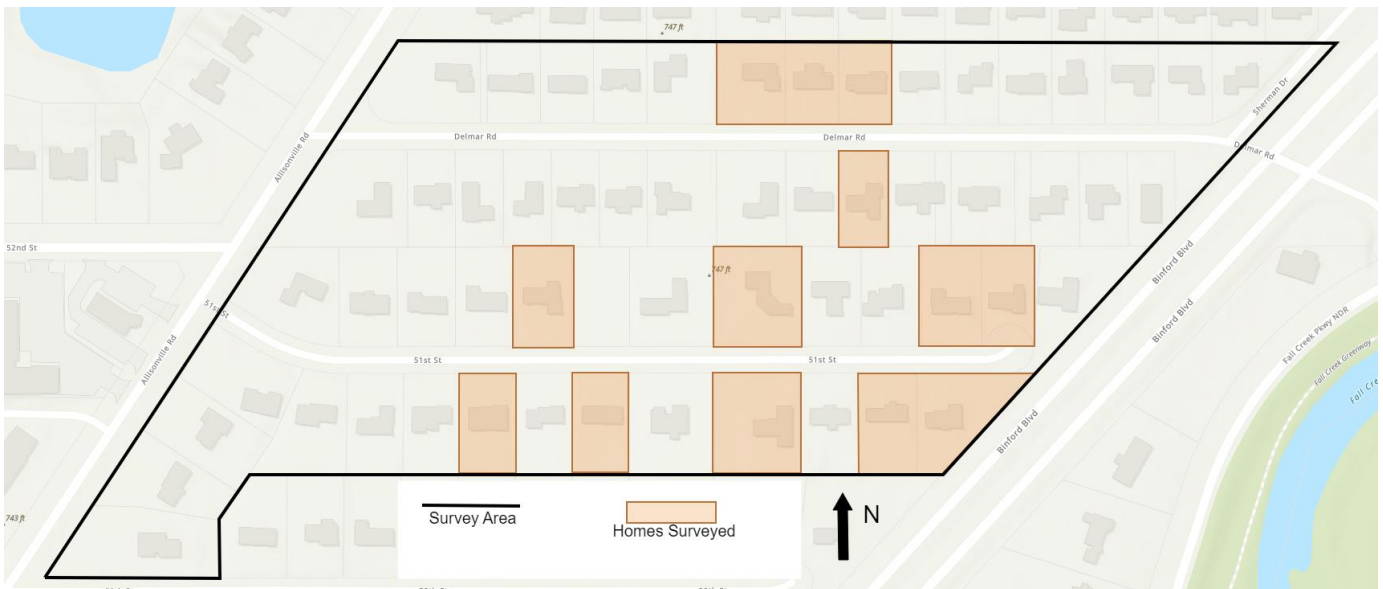 747 ft
Sherman Dr
Delmar Rd
Delmar Rd
Delmar Rd
Allisonville Rd
52nd St
747 ft
Binford Blvd
Binford Blvd
51st St
Fall Creek Pkwy NDR
Fall Creek Greenway
51st St
51st St
Allisonville Rd
Fall Cre
Binford Blvd
743 ft
Survey Area
Homes Surveyed
N